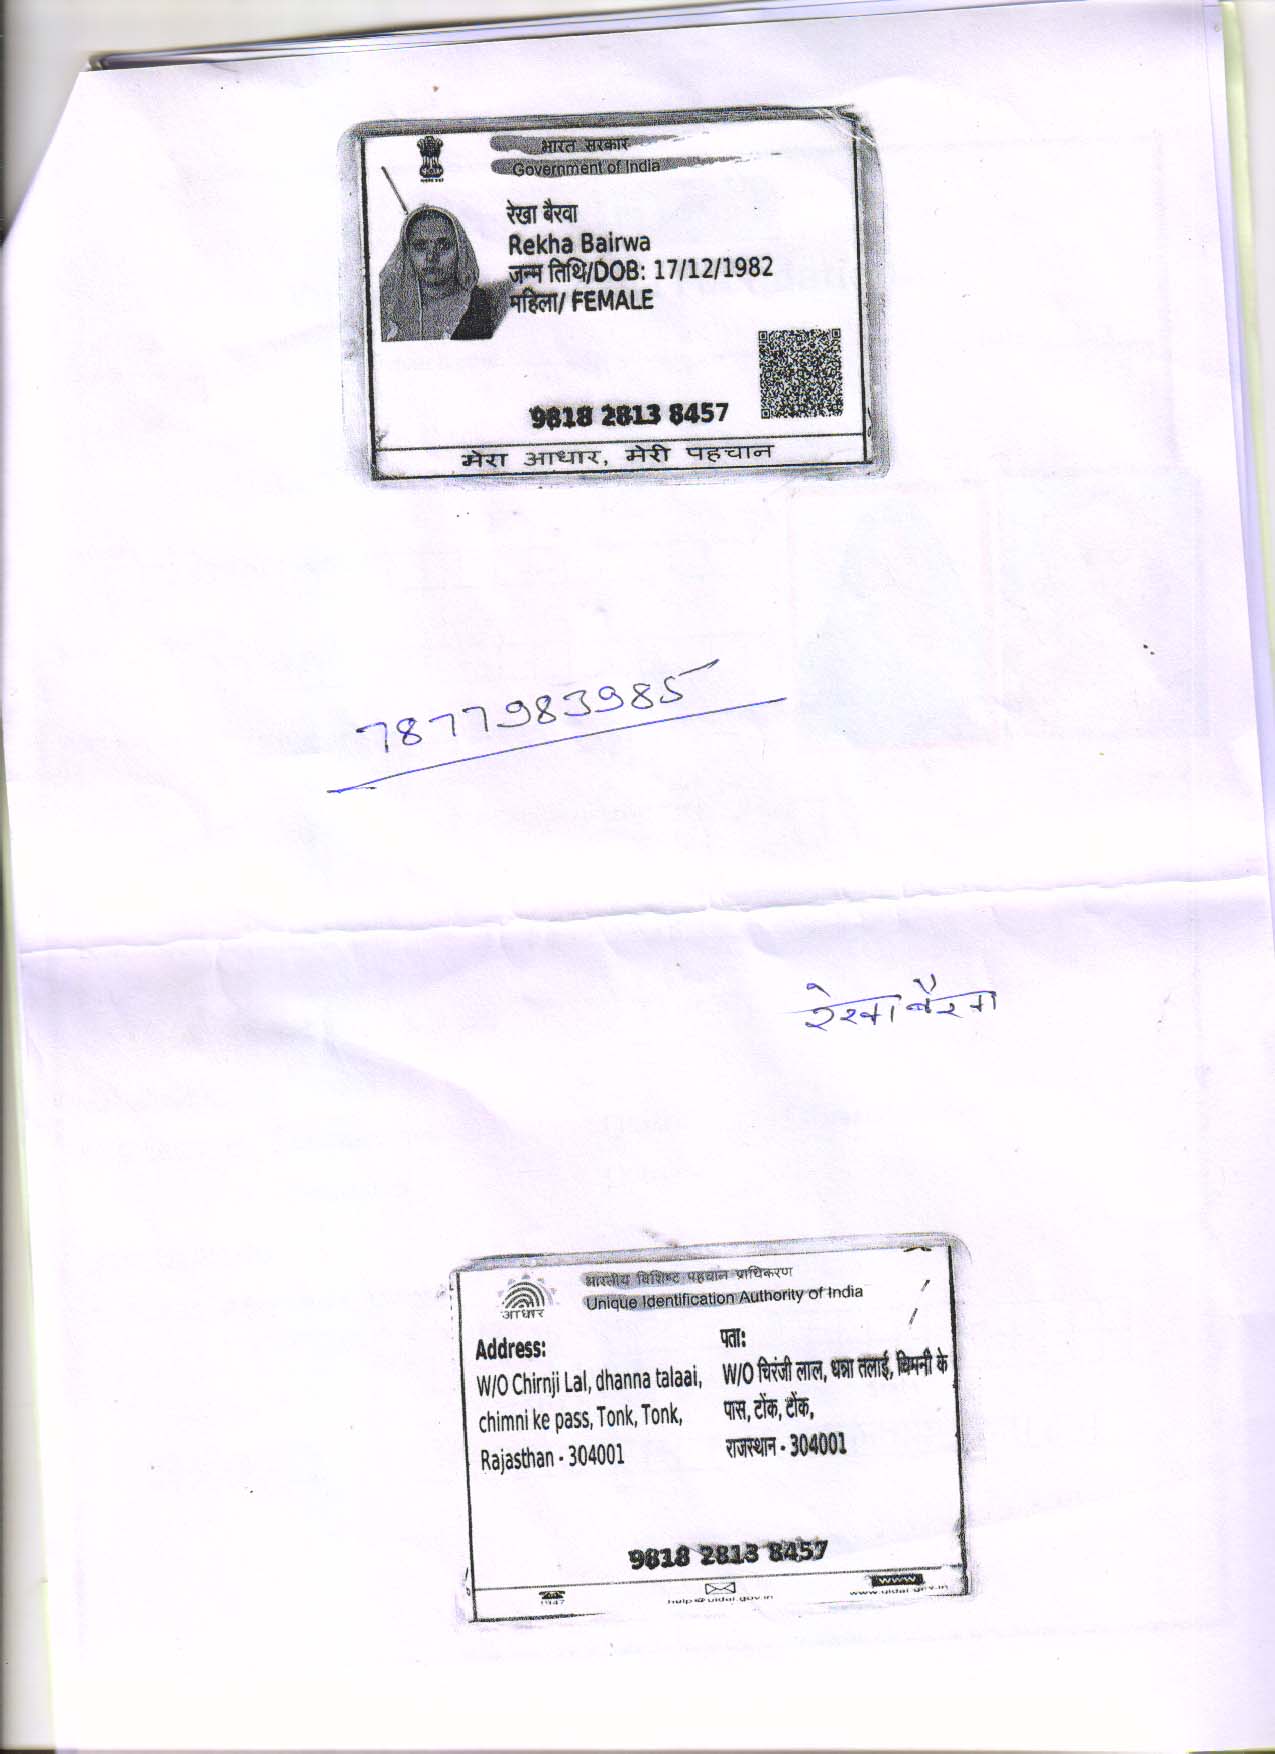 भारत सरकार
Government of India
रेखा बैरवा
Rekha Bairwa
जन्म तिथि/DOB: 17/12/1982
महिला/ FEMALE
9818 2813 8457
मेरा आधार, मेरी पहचान
7877983985
रेखा बैरवा
भारतीय विशिष्ट पहचान प्राधिकरण
Unique Identification Authority of India
आधार
Address:
W/O Chirnji Lal, dhanna talaai,
chimni ke pass, Tonk, Tonk,
Rajasthan - 304001
पता:
W/O चिरंजी लाल, धन्ना तलाई, चिमनी के
पास, टोंक, टोंक,
राजस्थान - 304001
9818 2813 8457
1947
help@uidai.gov.in
www
www.uidai.gov.in